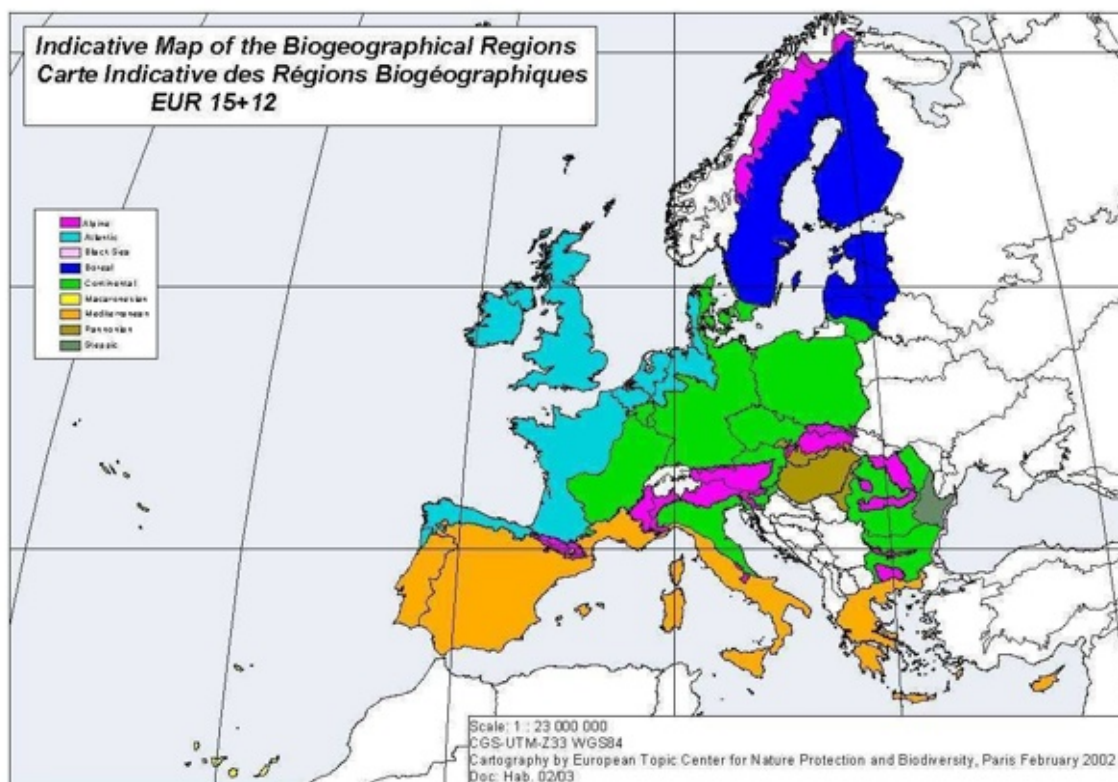 Indicative Map of the Biogeographical Regions
Carte Indicative des Régions Biogéographiques
EUR 15+12
Alpine
Atlantic
Black Sea
Boreal
Continental
Macaronesian
Mediterranean
Pannonian
Steppic
Scale: 1 : 23 000 000
CGS-UTM-Z33 WGS84
Cartography by European Topic Center for Nature Protection and Biodiversity, Paris February 2002
Doc: Hab. 02/03